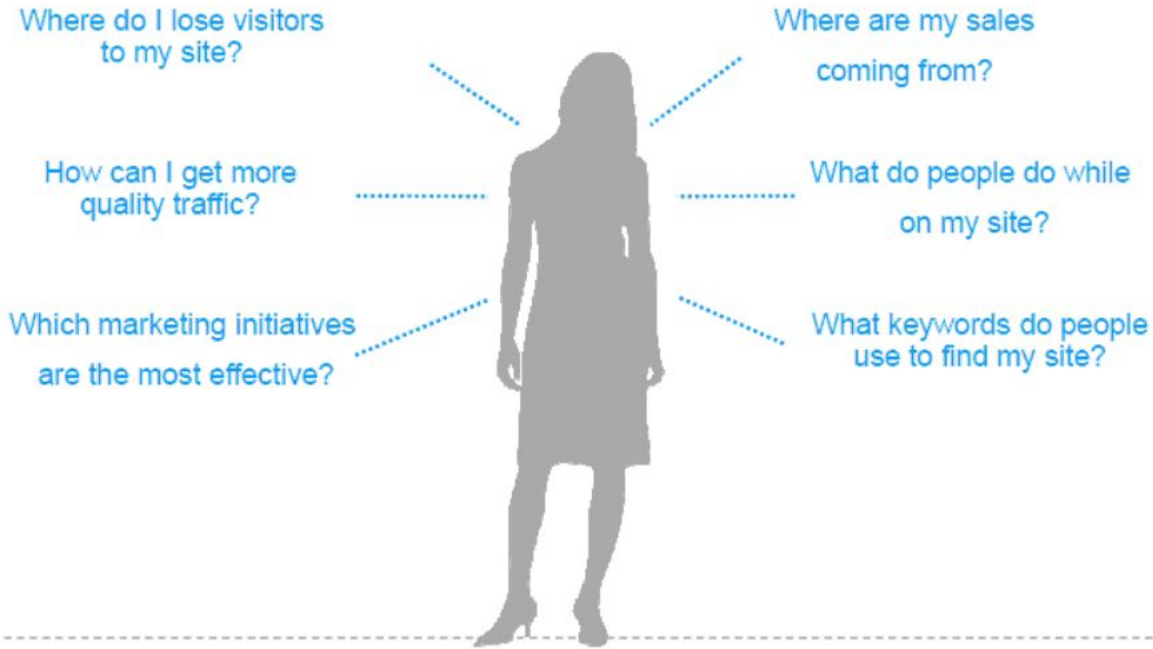 Where do I lose visitors
to my site?
How can I get more
quality traffic?
Which marketing initiatives
are the most effective?
Where are my sales
coming from?
What do people do while
on my site?
What keywords do people
use to find my site?